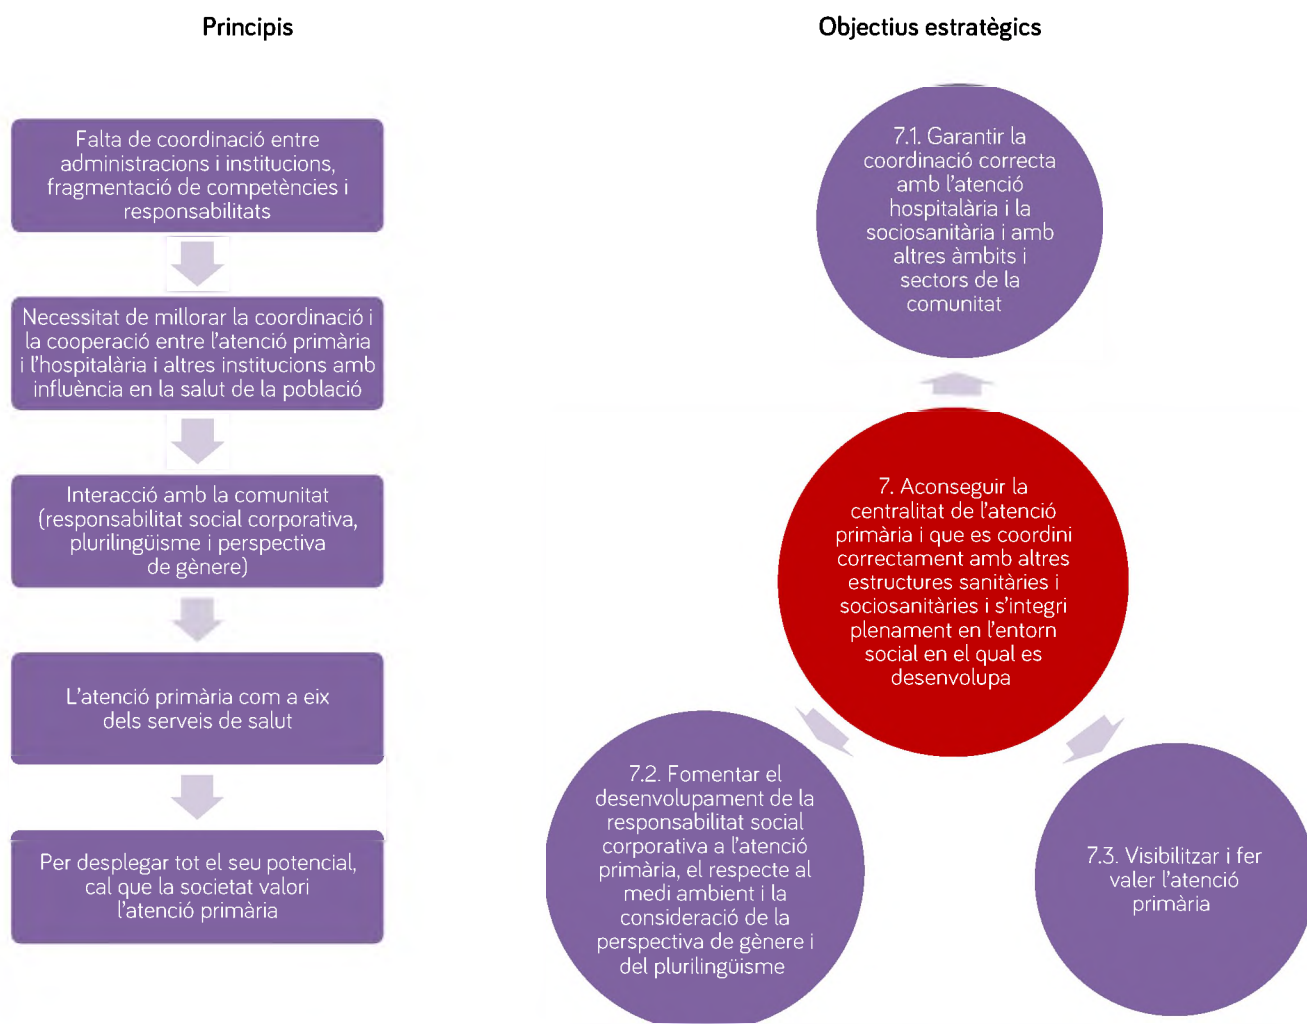 Principis
Falta de coordinació entre
administracions i institucions,
fragmentació de competències i
responsabilitats
Necessitat de millorar la coordinació i
la cooperació entre l'atenció primària
i l'hospitalària i altres institucions amb
influència en la salut de la població
Interacció amb la comunitat
(responsabilitat social corporativa,
plurilingüisme i perspectiva
de gènere)
L'atenció primària com a eix
dels serveis de salut
Per desplegar tot el seu potencial,
cal que la societat valori
l'atenció primària
Objectius estratègics
7.1. Garantir la
coordinació correcta
amb l'atenció
hospitalària i la
sociosanitària i amb
altres àmbits i
sectors de la
comunitat
7. Aconseguir la
centralitat de l'atenció
primària i que es coordini
correctament amb altres
estructures sanitàries i
sociosanitàries i s'integri
plenament en l'entorn
social en el qual es
desenvolupa
7.2. Fomentar el
desenvolupament de la
responsabilitat social
corporativa a l'atenció
primària, el respecte al
medi ambient i la
consideració de la
perspectiva de gènere i
del plurilingüisme
7.3. Visibilitzar i fer
valer l'atenció
primària